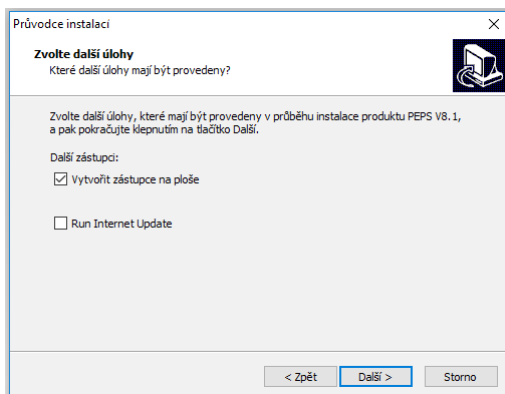 Průvodce instalací
Zvolte další úlohy
Které další úlohy mají být provedeny?
Zvolte další úlohy, které mají být provedeny v průběhu instalace produktu PEPS V8.1,
a pak pokračujte klepnutím na tlačítko Další.
Další zástupci:
Vytvořit zástupce na ploše
Run Internet Update
< Zpět
Další >
Storno